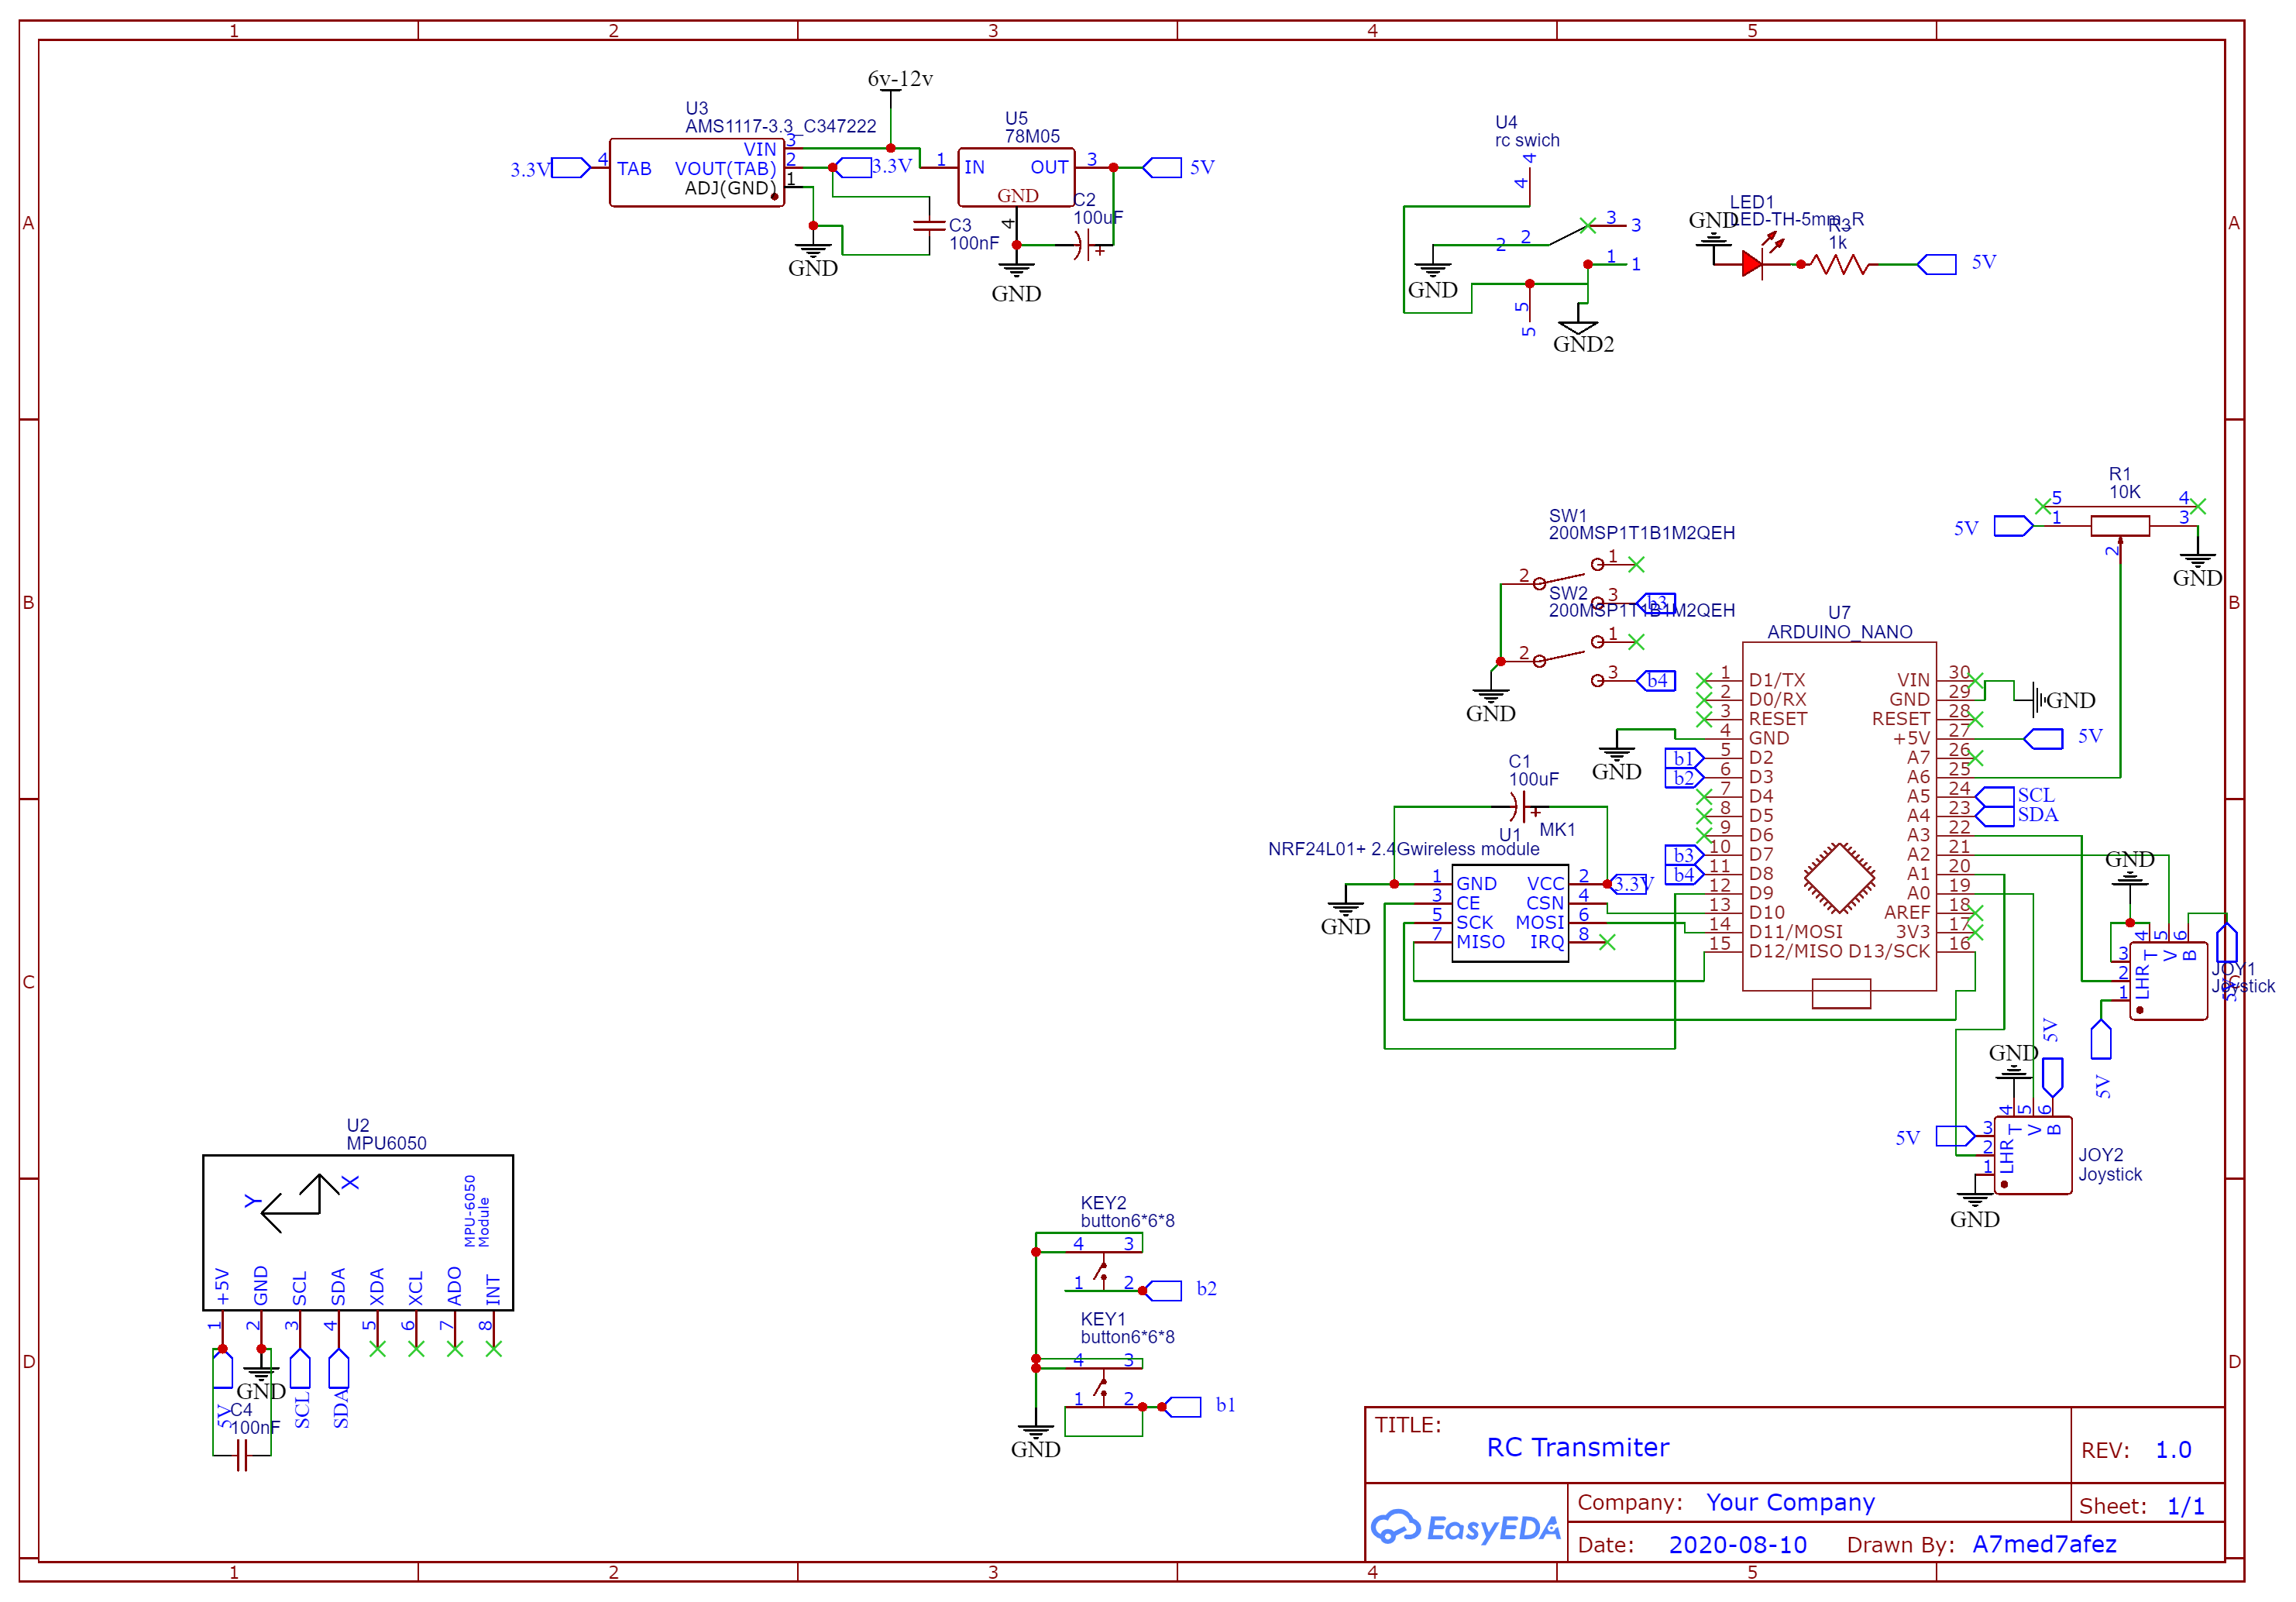 1 2 3 4 5
A
B
C
D
A
B
C
D
1 2 3 4 5
6v-12v
U3
AMS1117-3.3_C347222
3.3V 4 TAB
VIN 3
VOUT(TAB) 2 3.3V
ADJ(GND) 1
GND
C3
100nF
U5
78M05
1 IN OUT 3 5V
GND
4
C2
100uF
GND
U4
rc swich
4
4
3 3
2 2
1 1
5
5
GND
GND2
LED1
LED-TH-5mm_R
GND
R3
1k
5V
R1
10K
5 4
5V 1 3
2
GND
SW1
200MSP1T1B1M2QEH
1
2
3 b3
SW2
200MSP1T1B1M2QEH
1
2
3 b4
GND
U7
ARDUINO_NANO
1 D1/TX VIN 30
2 D0/RX GND 29 GND
3 RESET RESET 28
GND 4 GND +5V 27 5V
b1 5 D2 A7 26
b2 6 D3 A6 25
7 D4 A5 24 SCL
8 D5 A4 23 SDA
9 D6 A3 22
b3 10 D7 A2 21
b4 11 D8 A1 20
12 D9 A0 19
13 D10 AREF 18
14 D11/MOSI 3V3 17
15 D12/MISO D13/SCK 16
C1
100uF
U1 MK1
NRF24L01+ 2.4Gwireless module
1 GND VCC 2 3.3V
3 CE CSN 4
5 SCK MOSI 6
7 MISO IRQ 8
GND
GND
4 5 6
T V B
3
2
1
LHR
JOY1
Joystick
5V
5V
GND
5V
4 5 6
T V B
5V 3
2
1
LHR
JOY2
Joystick
GND
U2
MPU6050
Y X
MPU-6050
Module
+5V GND SCL SDA XDA XCL ADO INT
1 2 3 4 5 6 7 8
5V GND SCL SDA
C4
100nF
KEY2
button6*6*8
4 3
1 2 b2
KEY1
button6*6*8
4 3
1 2 b1
GND
TITLE:
RC Transmiter
REV: 1.0
EasyEDA
Company: Your Company
Sheet: 1/1
Date: 2020-08-10 Drawn By: A7med7afez